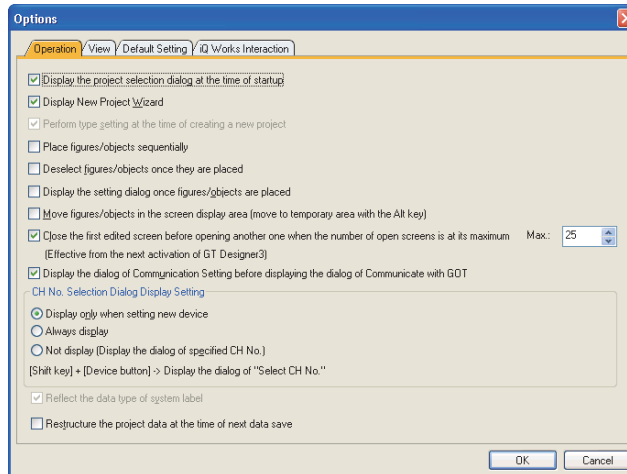 Options
Operation View Default Setting iQ Works Interaction
Display the project selection dialog at the time of startup
Display New Project Wizard
Perform type setting at the time of creating a new project
Place figures/objects sequentially
Deselect figures/objects once they are placed
Display the setting dialog once figures/objects are placed
Move figures/objects in the screen display area (move to temporary area with the Alt key)
Close the first edited screen before opening another one when the number of open screens is at its maximum Max.: 25
(Effective from the next activation of GT Designer3)
Display the dialog of Communication Setting before displaying the dialog of Communicate with GOT
CH No. Selection Dialog Display Setting
Display only when setting new device
Always display
Not display (Display the dialog of specified CH No.)
[Shift key] + [Device button] -> Display the dialog of "Select CH No."
Reflect the data type of system label
Restructure the project data at the time of next data save
OK Cancel